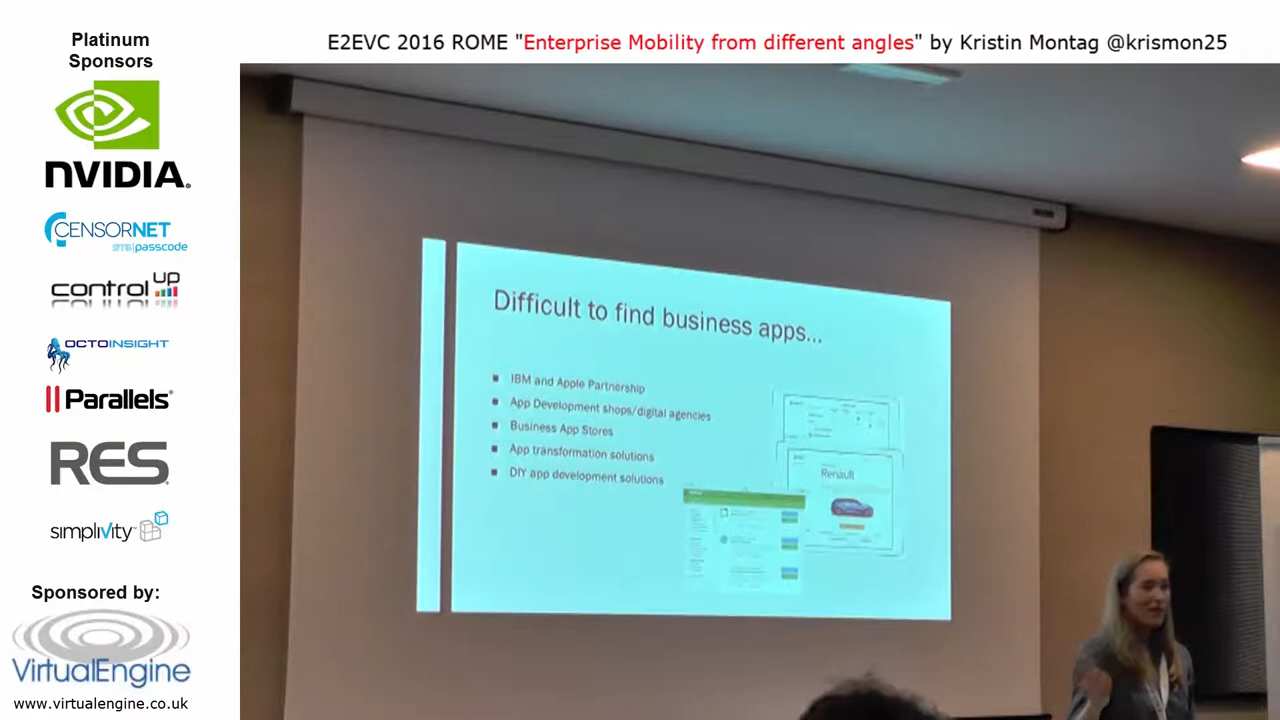 Platinum
Sponsors
E2EVC 2016 ROME "Enterprise Mobility from different angles" by Kristin Montag @krismon25
NVIDIA
CENSORNET
SMS|passcode
control up
OCTOINSIGHT
Parallels
RES
simplivity
Sponsored by:
VirtualEngine
www.virtualengine.co.uk
Difficult to find business apps...
IBM and Apple Partnership
App Development shops/digital agencies
Business App Stores
App transformation solutions
DIY app development solutions
Renault